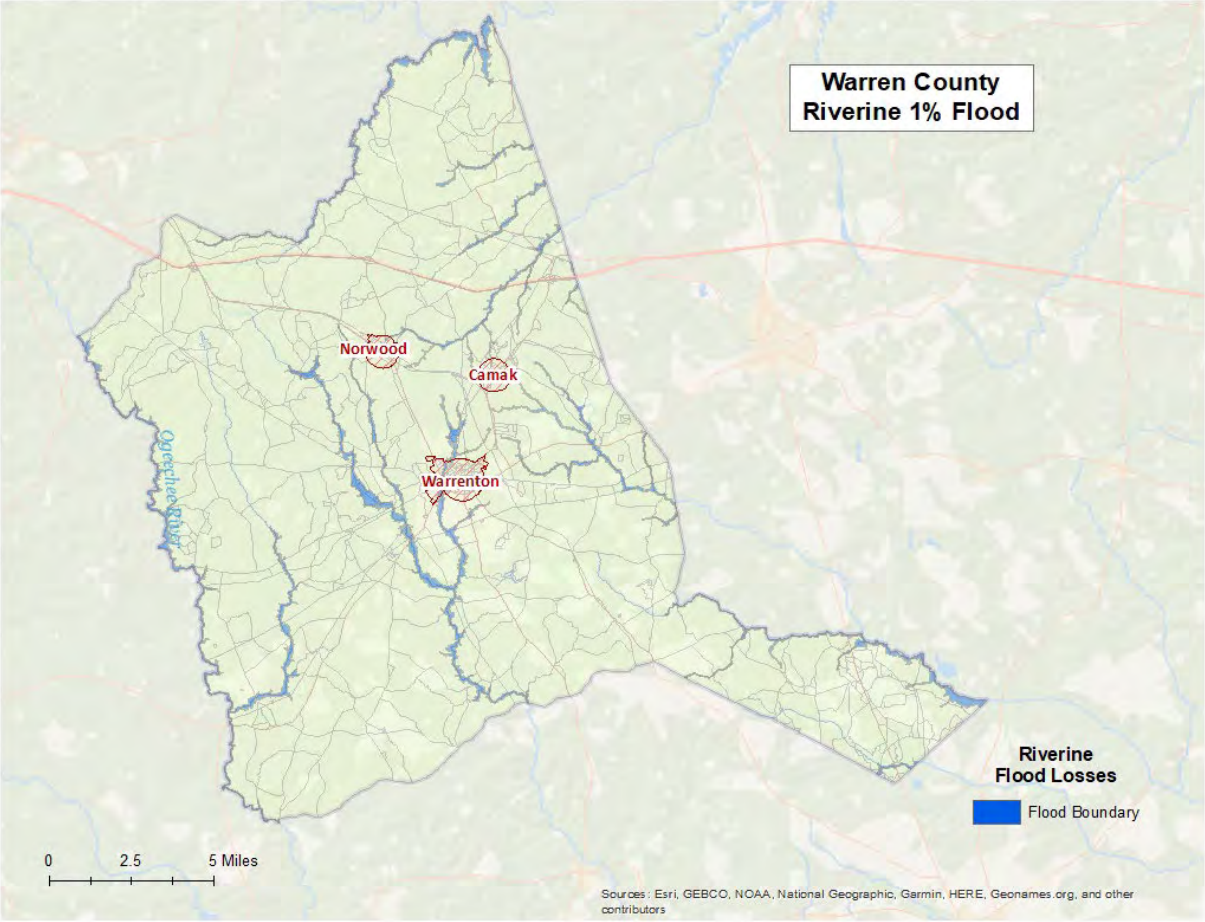 Warren County
Riverine 1% Flood
Norwood
Camak
Ogeechee River
Warrenton
Riverine
Flood Losses
Flood Boundary
0 2.5 5 Miles
Sources: Esri, GEBCO, NOAA, National Geographic, Garmin, HERE, Geonames.org, and other
contributors